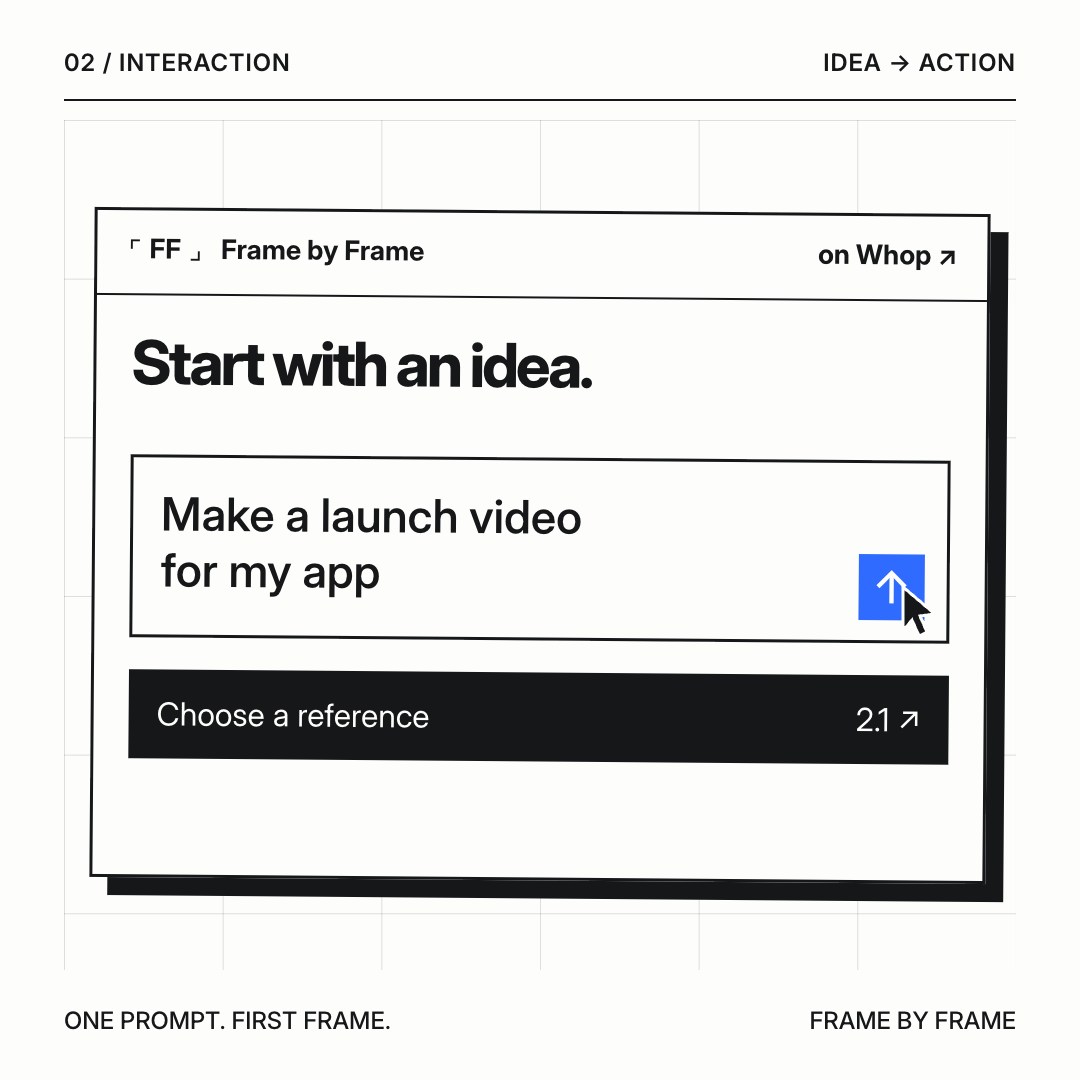 02 / INTERACTION
IDEA → ACTION
「 FF 」 Frame by Frame
on Whop ↗
Start with an idea.
Make a launch video
for my app
Choose a reference
2.1 ↗
ONE PROMPT. FIRST FRAME.
FRAME BY FRAME